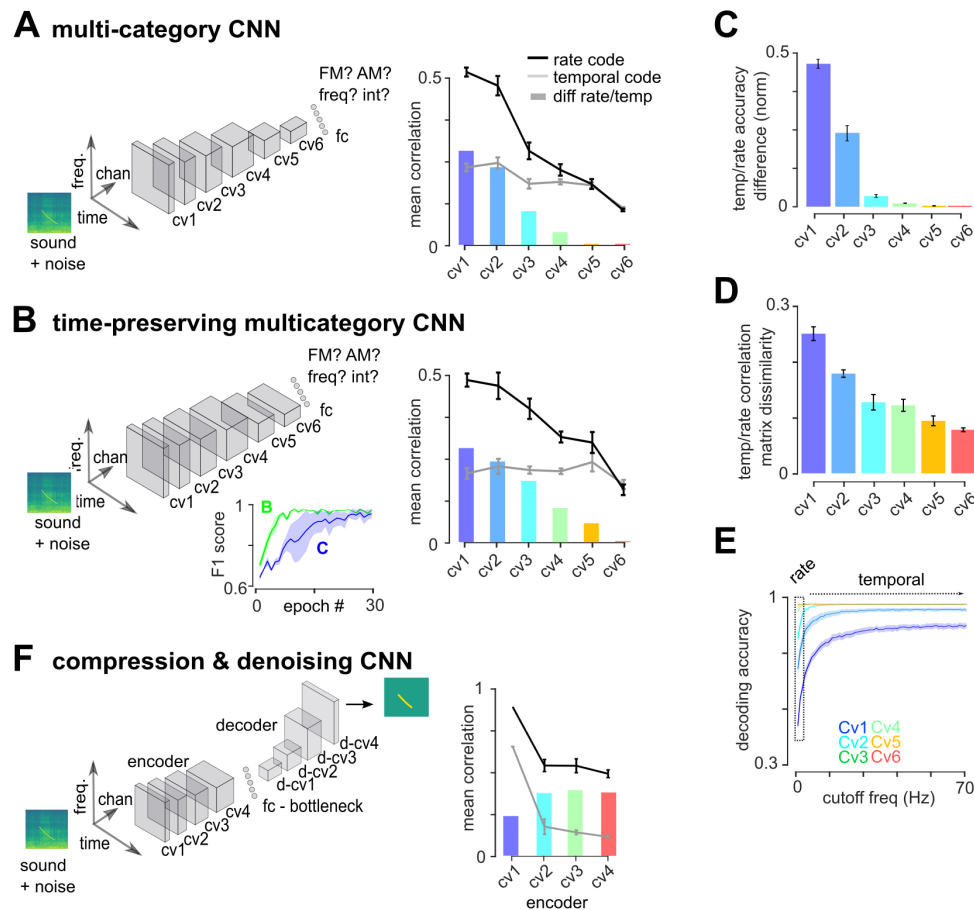 A multi-category CNN
FM? AM?
freq? int?
fc
cv6
cv5
cv4
cv3
cv2
cv1
freq.
chan
time
sound
+ noise
0.5
0
mean correlation
rate code
temporal code
diff rate/temp
cv1 cv2 cv3 cv4 cv5 cv6
C
temp/rate accuracy
difference (norm)
0.5
0
cv1 cv2 cv3 cv4 cv5 cv6
B time-preserving multicategory CNN
FM? AM?
freq? int?
fc
cv6
cv5
cv4
cv3
cv2
cv1
freq.
chan
time
sound
+ noise
1
0.6
F1 score
B
C
0 epoch # 30
0.5
0
mean correlation
cv1 cv2 cv3 cv4 cv5 cv6
D
temp/rate correlation
matrix dissimilarity
0.3
0
cv1 cv2 cv3 cv4 cv5 cv6
E
rate
temporal
1
0.3
decoding accuracy
Cv1 Cv4
Cv2 Cv5
Cv3 Cv6
0 70
cutoff freq (Hz)
F compression & denoising CNN
decoder
d-cv4
d-cv3
d-cv2
d-cv1
encoder
fc - bottleneck
cv4
cv3
cv2
cv1
freq.
chan
time
sound
+ noise
1
0
mean correlation
cv1 cv2 cv3 cv4
encoder